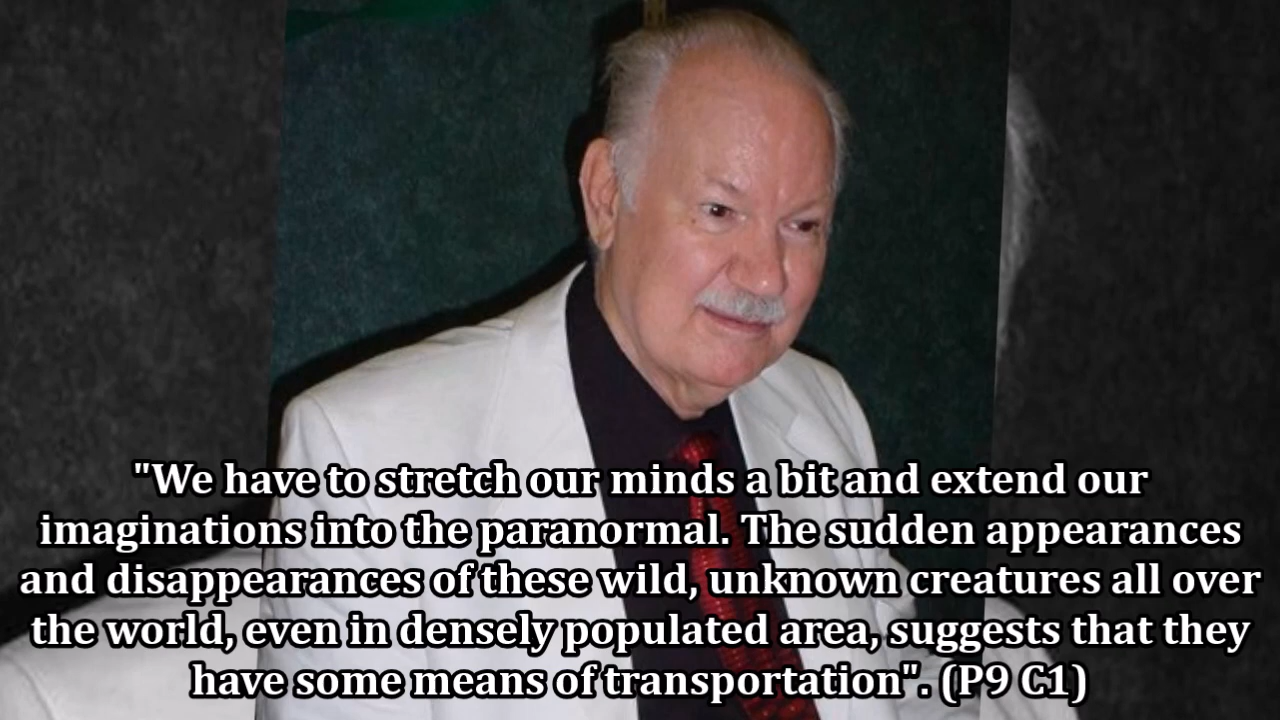 "We have to stretch our minds a bit and extend our
imaginations into the paranormal. The sudden appearances
and disappearances of these wild, unknown creatures all over
the world, even in densely populated area, suggests that they
have some means of transportation". (P9 C1)